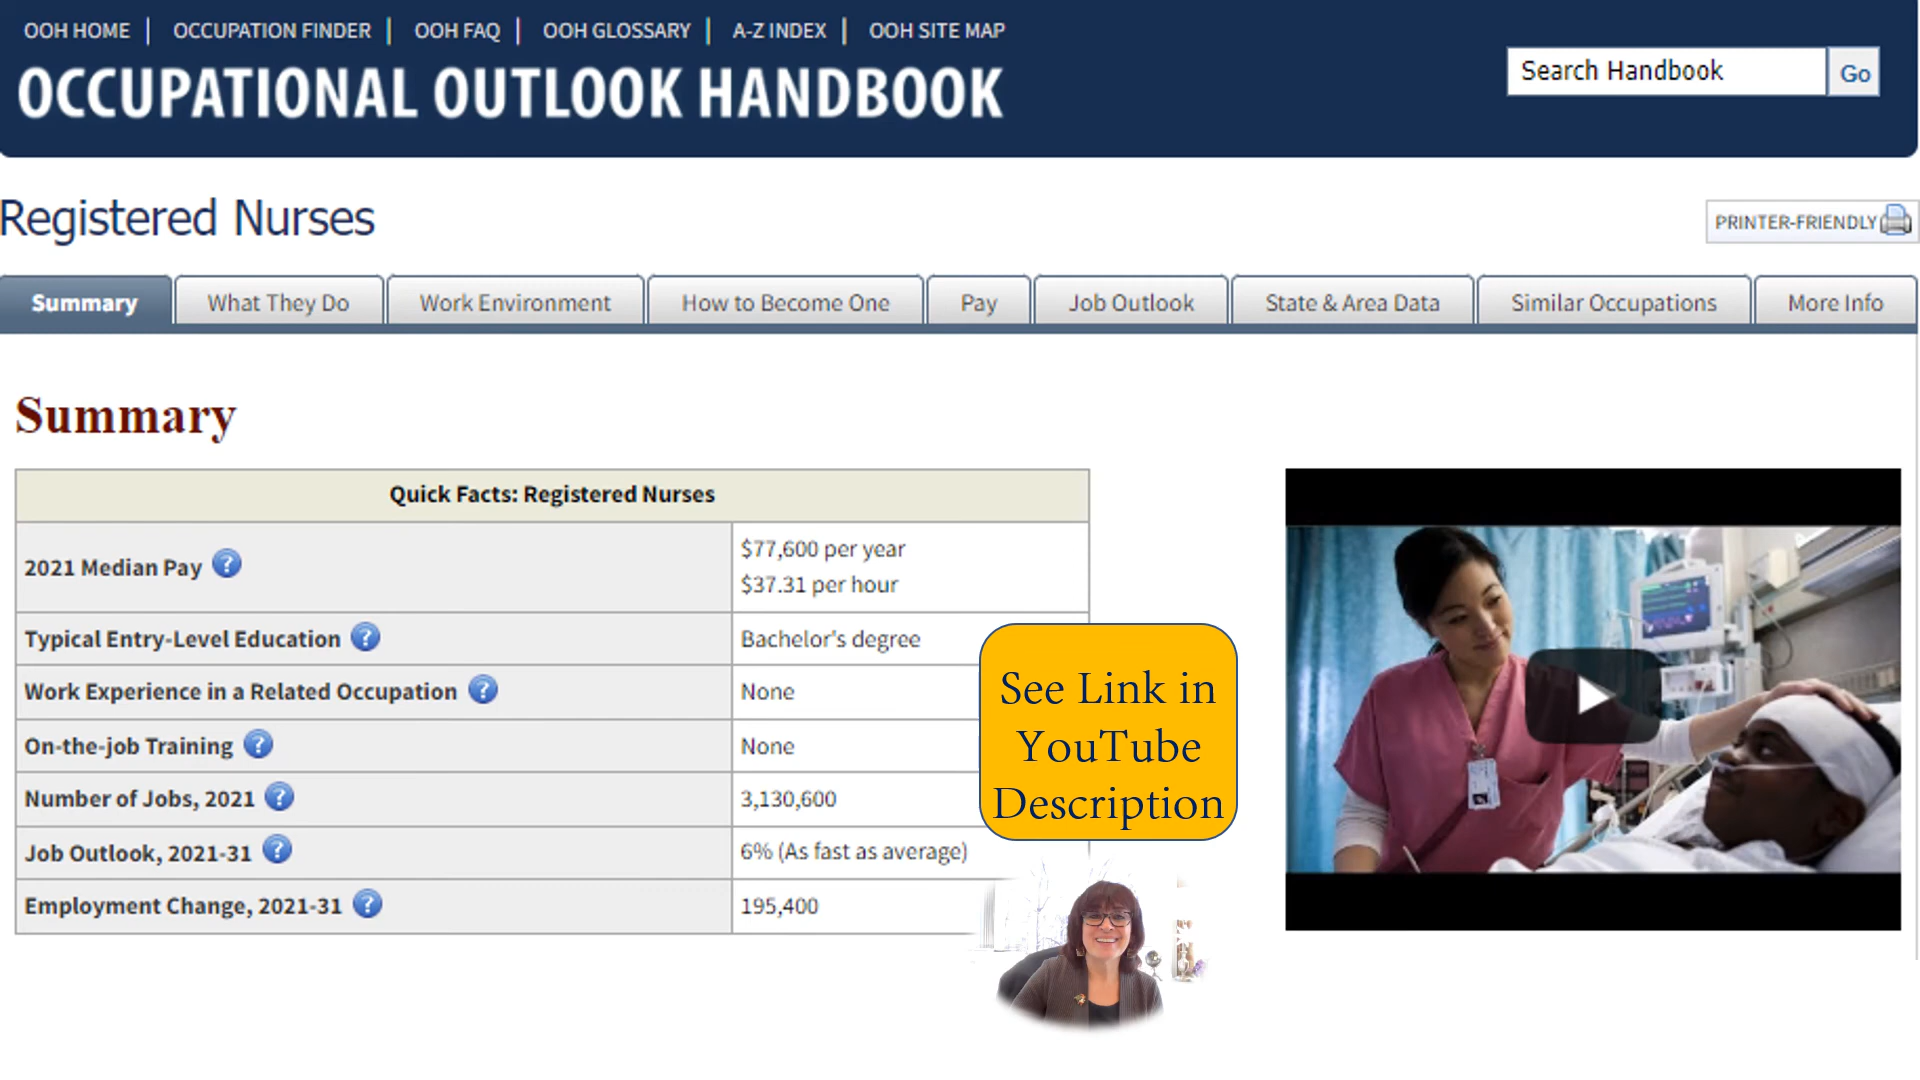 OOH HOME | OCCUPATION FINDER | OOH FAQ | OOH GLOSSARY | A-Z INDEX | OOH SITE MAP
OCCUPATIONAL OUTLOOK HANDBOOK
Search Handbook Go
Registered Nurses
PRINTER-FRIENDLY
Summary What They Do Work Environment How to Become One Pay Job Outlook State & Area Data Similar Occupations More Info
Summary
Quick Facts: Registered Nurses
2021 Median Pay ? $77,600 per year
$37.31 per hour
Typical Entry-Level Education ? Bachelor's degree
Work Experience in a Related Occupation ? None
On-the-job Training ? None
Number of Jobs, 2021 ? 3,130,600
Job Outlook, 2021-31 ? 6% (As fast as average)
Employment Change, 2021-31 ? 195,400
See Link in
YouTube
Description